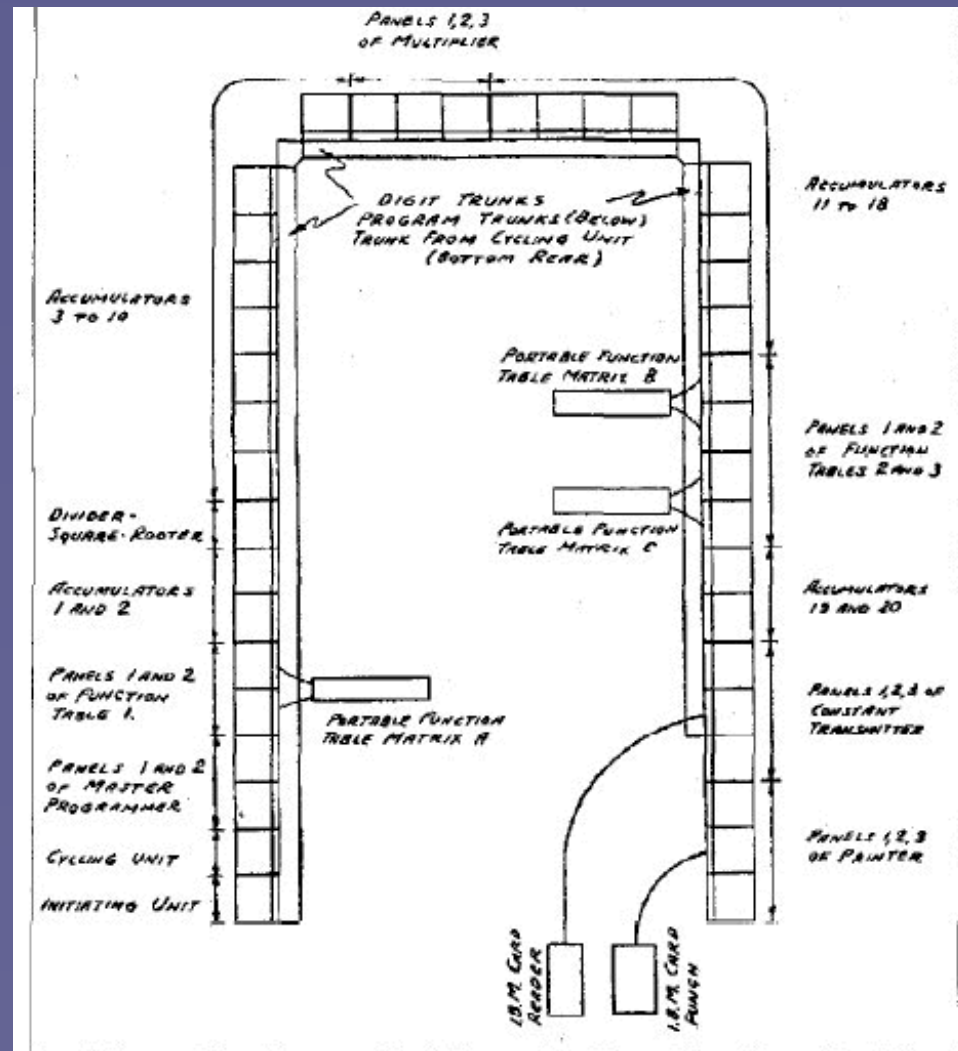 PANELS 1,2,3
OF MULTIPLIER
DIGIT TRUNKS
PROGRAM TRUNKS (BELOW)
TRUNK FROM CYCLING UNIT
(BOTTOM REAR)
ACCUMULATORS
11 TO 18
ACCUMULATORS
3 TO 10
PORTABLE FUNCTION
TABLE MATRIX B
PANELS 1 AND 2
OF FUNCTION
TABLES 2 AND 3
DIVIDER-
SQUARE-ROOTER
PORTABLE FUNCTION
TABLE MATRIX C
ACCUMULATORS
1 AND 2
ACCUMULATORS
19 AND 20
PANELS 1 AND 2
OF FUNCTION
TABLE 1.
PORTABLE FUNCTION
TABLE MATRIX A
PANELS 1,2,3 OF
CONSTANT
TRANSMITTER
PANELS 1 AND 2
OF MASTER
PROGRAMMER
CYCLING UNIT
PANELS 1,2,3
OF PRINTER
INITIATING UNIT
I.B.M. CARD
READER
I.B.M. CARD
PUNCH